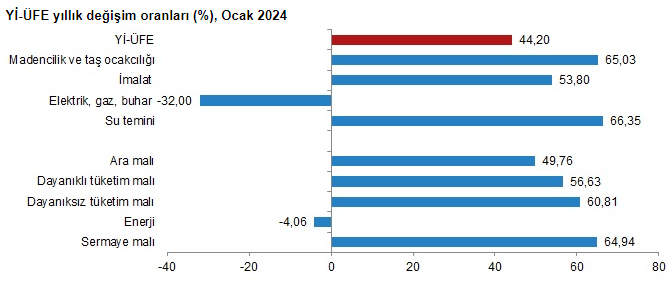 Yİ-ÜFE yıllık değişim oranları (%), Ocak 2024
Yİ-ÜFE 44,20
Madencilik ve taş ocakcılığı 65,03
İmalat 53,80
Elektrik, gaz, buhar -32,00
Su temini 66,35
Ara malı 49,76
Dayanıklı tüketim malı 56,63
Dayanıksız tüketim malı 60,81
Enerji -4,06
Sermaye malı 64,94
-40 -20 0 20 40 60 80